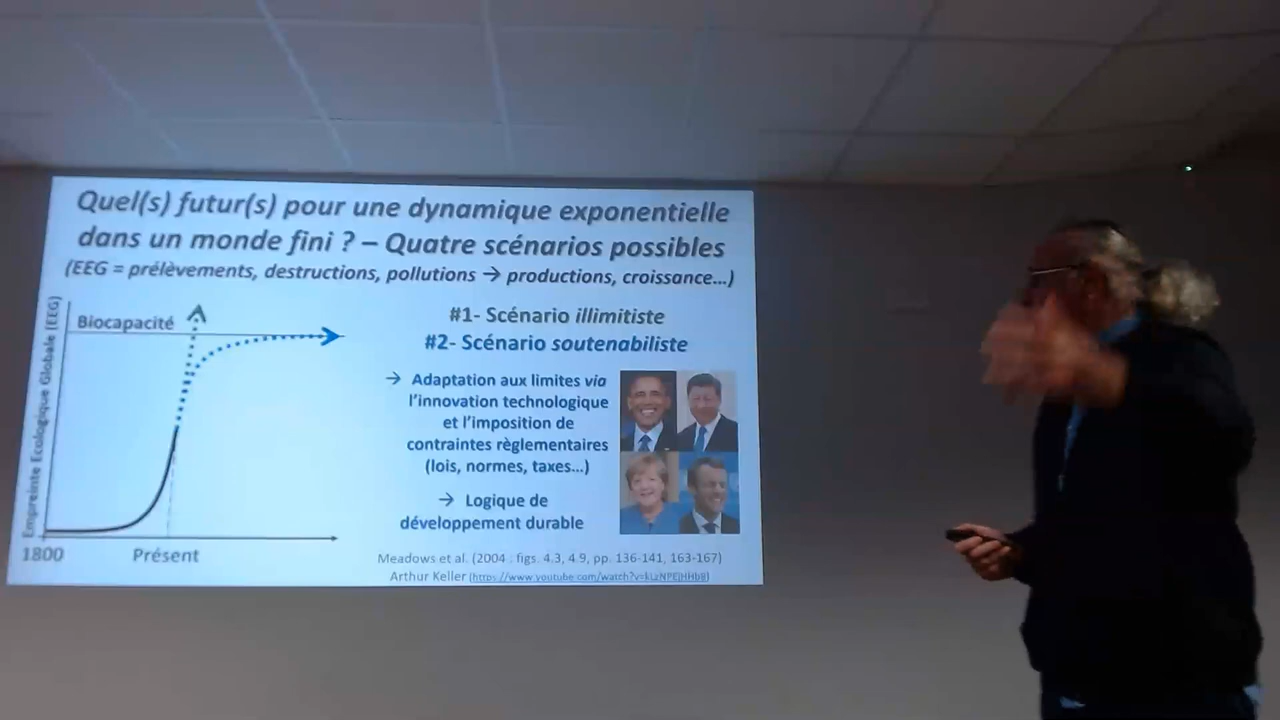 Quel(s) futur(s) pour une dynamique exponentielle
dans un monde fini ? – Quatre scénarios possibles
(EEG = prélèvements, destructions, pollutions → productions, croissance...)
Empreinte Ecologique Globale (EEG)
Biocapacité
1800
Présent
#1- Scénario illimitiste
#2- Scénario soutenabiliste
→ Adaptation aux limites via
l'innovation technologique
et l'imposition de
contraintes règlementaires
(lois, normes, taxes...)
→ Logique de
développement durable
Meadows et al. (2004 : figs. 4.3, 4.9, pp. 136-141, 163-167)
Arthur Keller